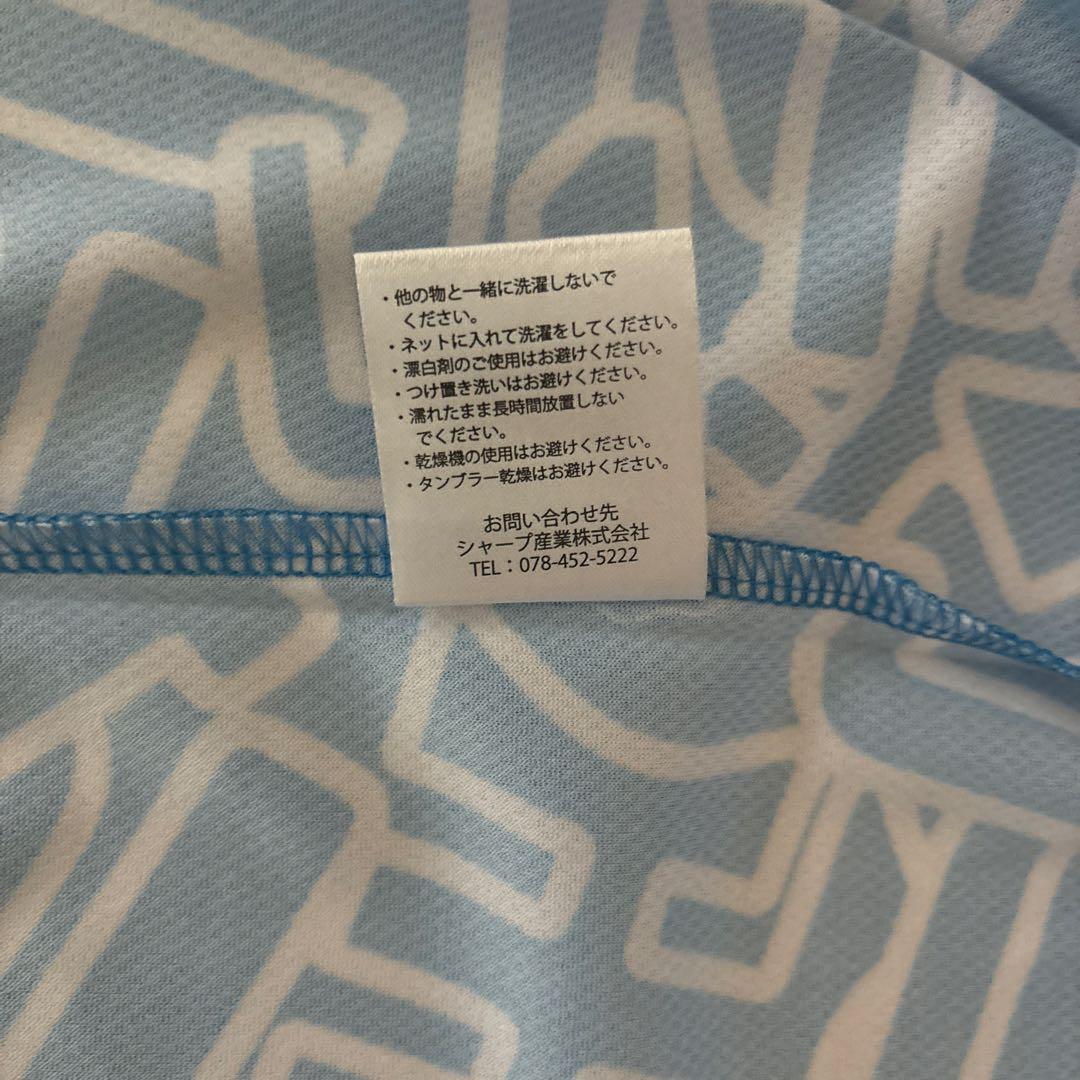 ・他の物と一緒に洗濯しないで
ください。
・ネットに入れて洗濯をしてください。
・漂白剤のご使用はお避けください。
・つけ置き洗いはお避けください。
・濡れたまま長時間放置しない
でください。
・乾燥機の使用はお避けください。
・タンブラー乾燥はお避けください。
お問い合わせ先
シャープ産業株式会社
TEL：078-452-5222